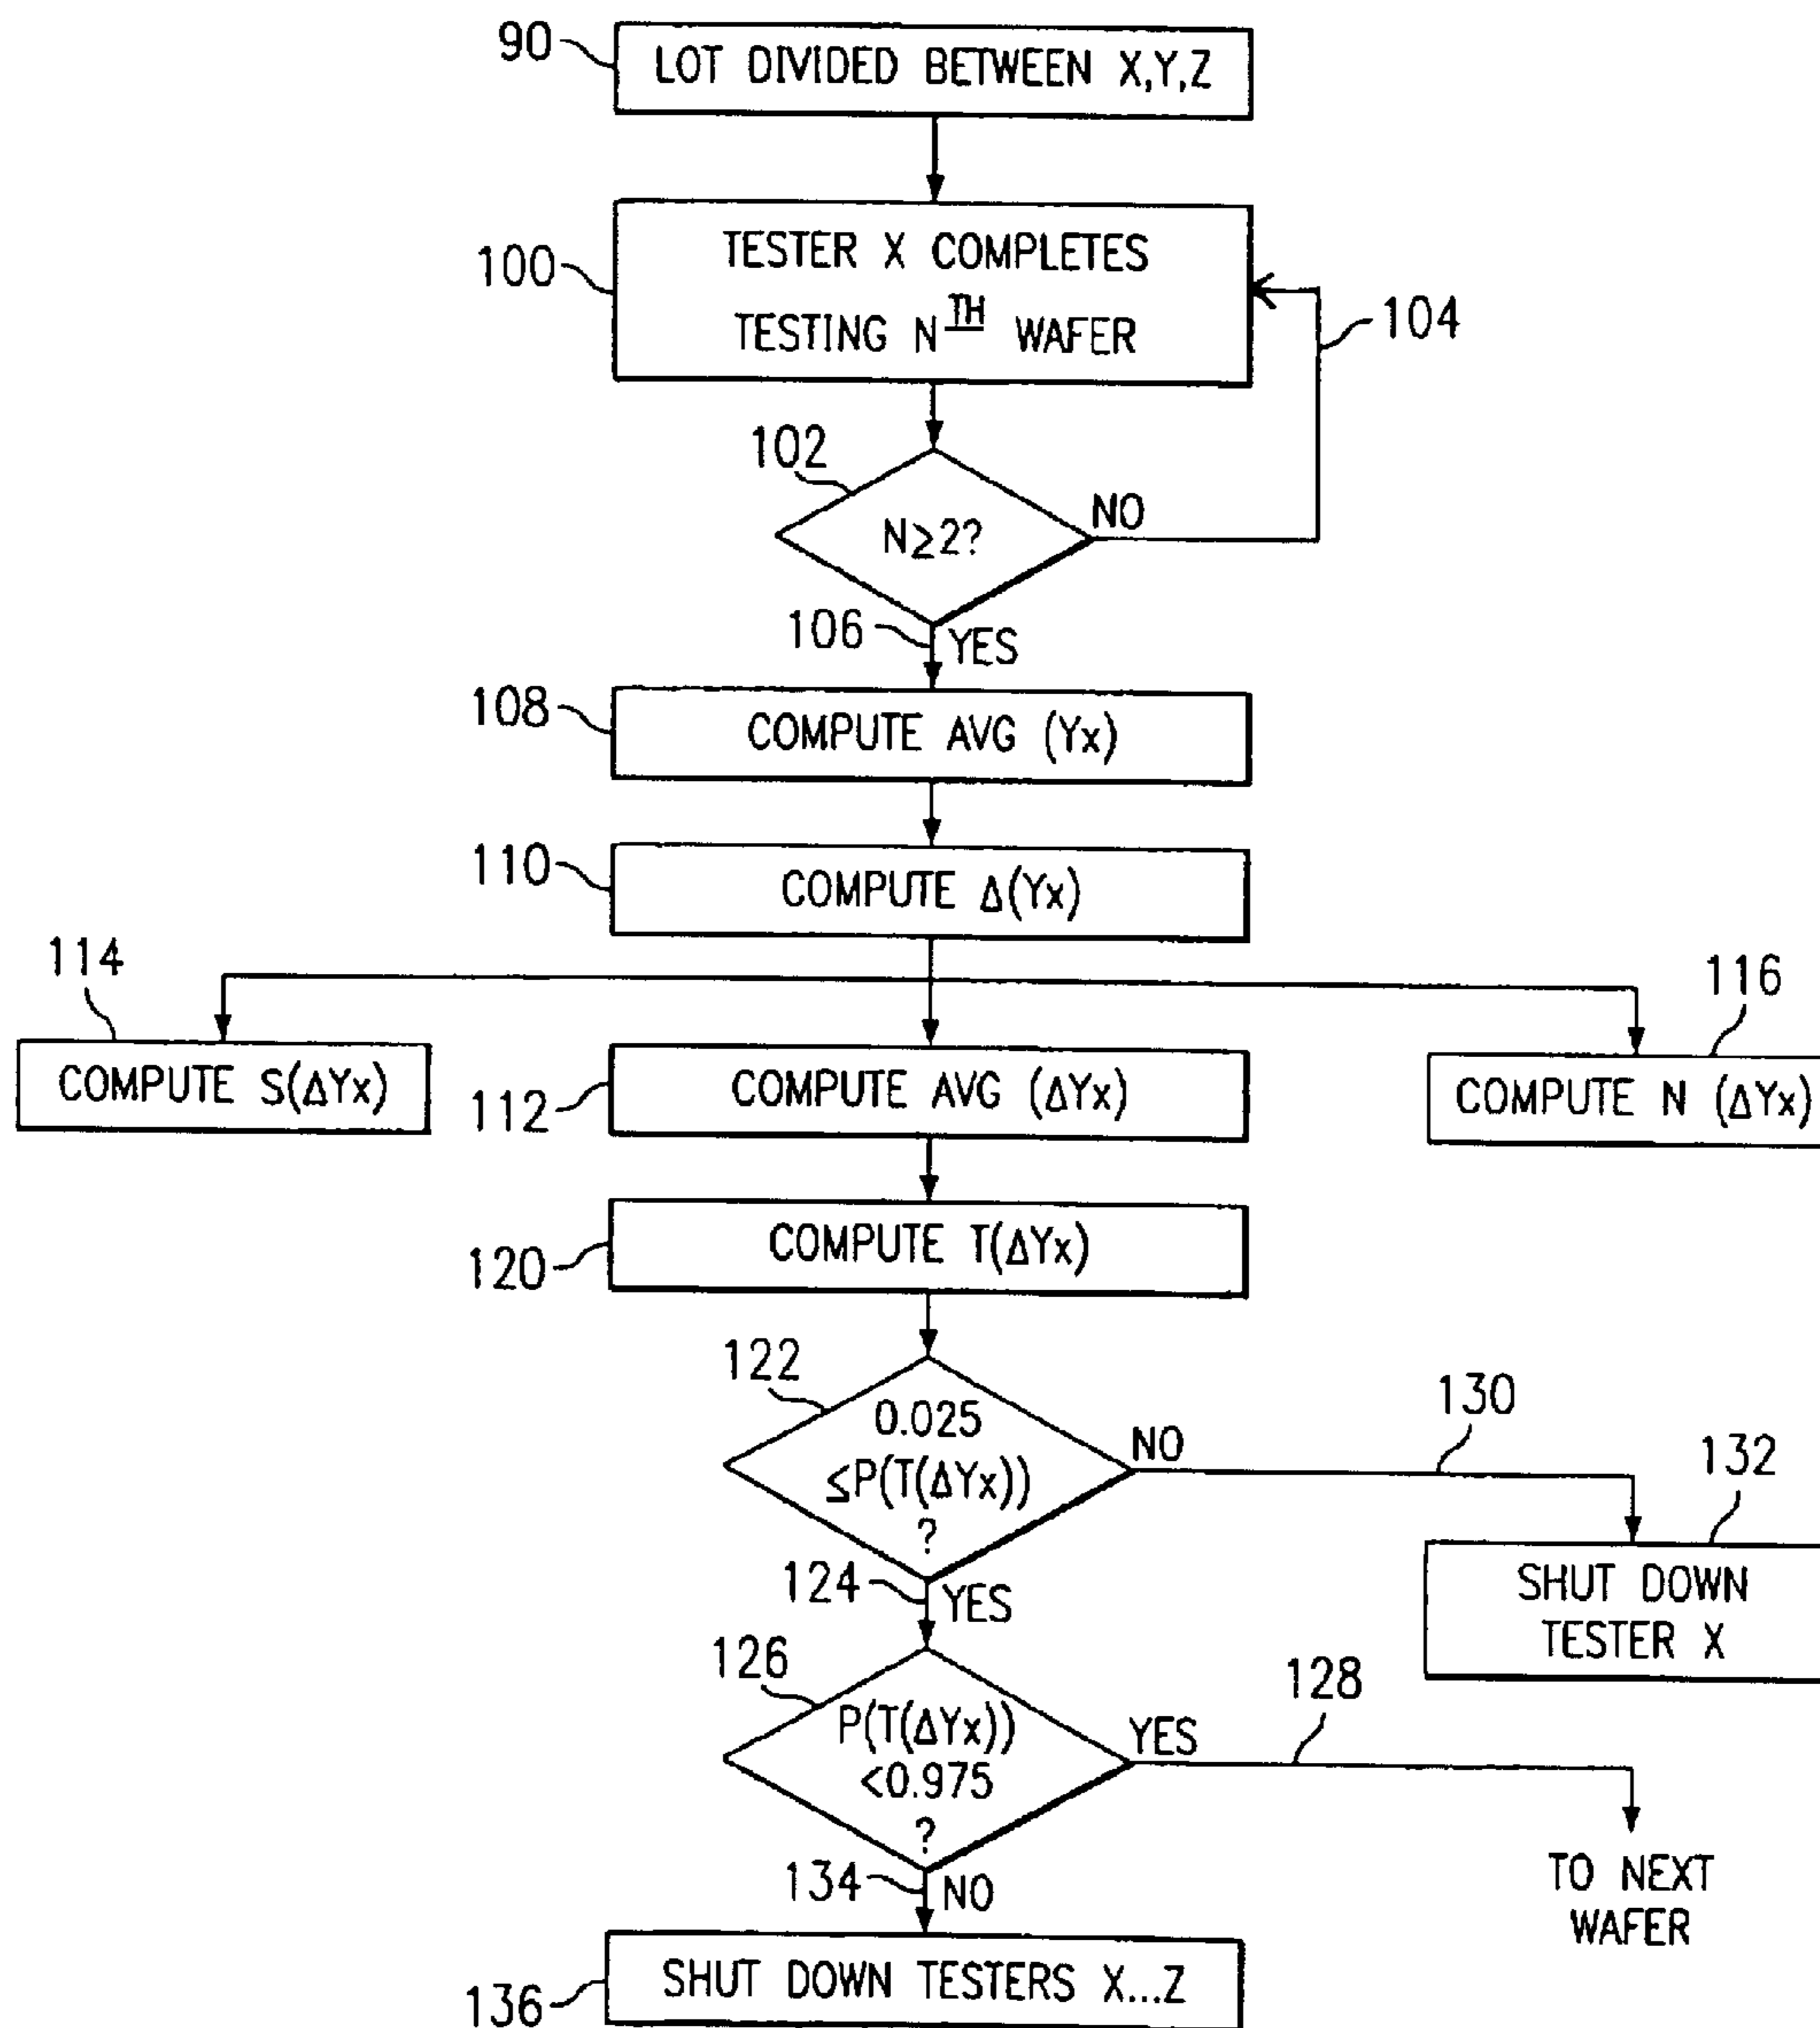 90
LOT DIVIDED BETWEEN X,Y,Z
100
TESTER X COMPLETES
TESTING NTH WAFER
104
102
N≥2?
NO
106
YES
108
COMPUTE AVG (Yx)
110
COMPUTE Δ(Yx)
114
116
COMPUTE S(ΔYx)
112
COMPUTE AVG (ΔYx)
COMPUTE N (ΔYx)
120
COMPUTE T(ΔYx)
122
0.025
≤P(T(ΔYx))
?
NO
130
132
SHUT DOWN
TESTER X
124
YES
126
P(T(ΔYx))
<0.975
?
YES
128
TO NEXT
WAFER
134
NO
136
SHUT DOWN TESTERS X...Z